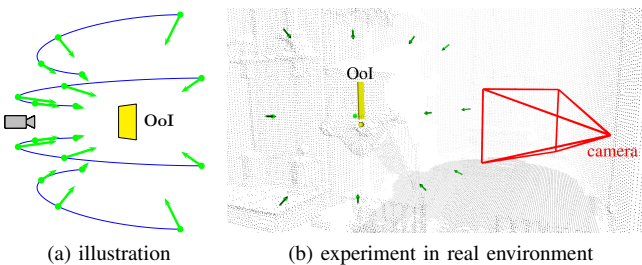 OoI
(a) illustration
OoI
camera
(b) experiment in real environment